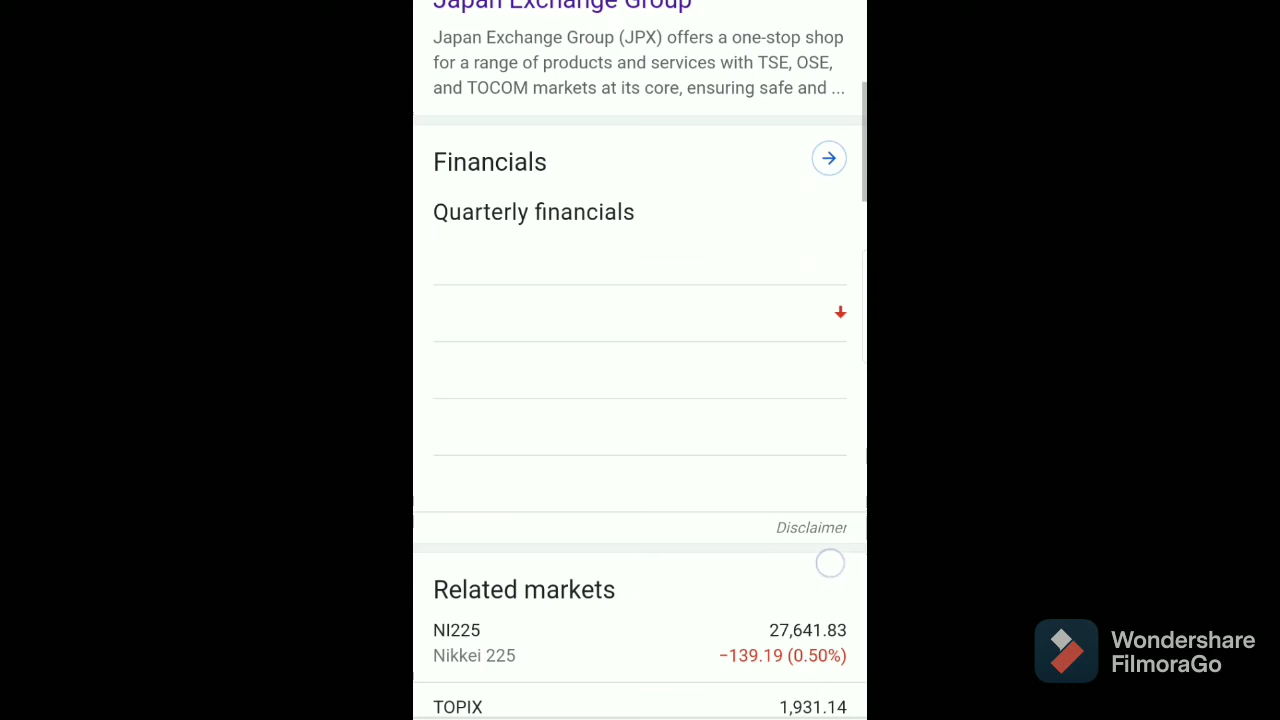 Japan Exchange Group
Japan Exchange Group (JPX) offers a one-stop shop
for a range of products and services with TSE, OSE,
and TOCOM markets at its core, ensuring safe and ...
Financials
Quarterly financials
Disclaimer
Related markets
NI225 27,641.83
Nikkei 225 −139.19 (0.50%)
TOPIX 1,931.14
Wondershare
FilmoraGo